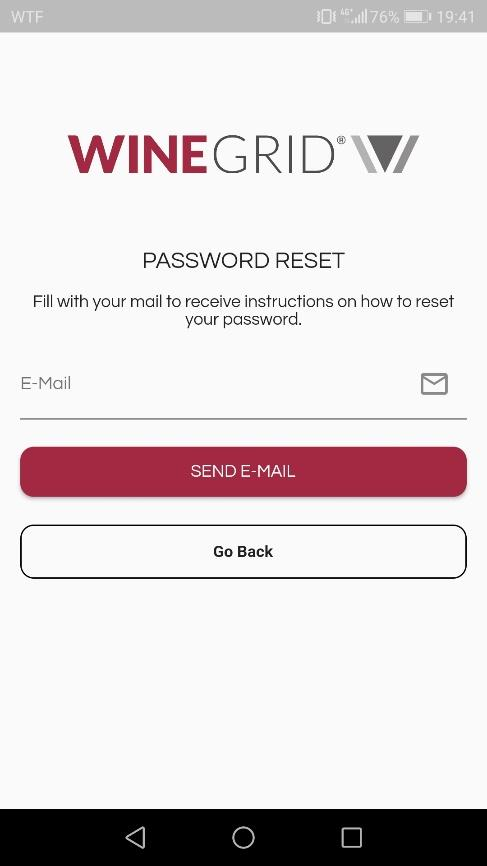 WTF 4G+ 76% 19:41
WINEGRID®
PASSWORD RESET
Fill with your mail to receive instructions on how to reset
your password.
E-Mail
SEND E-MAIL
Go Back